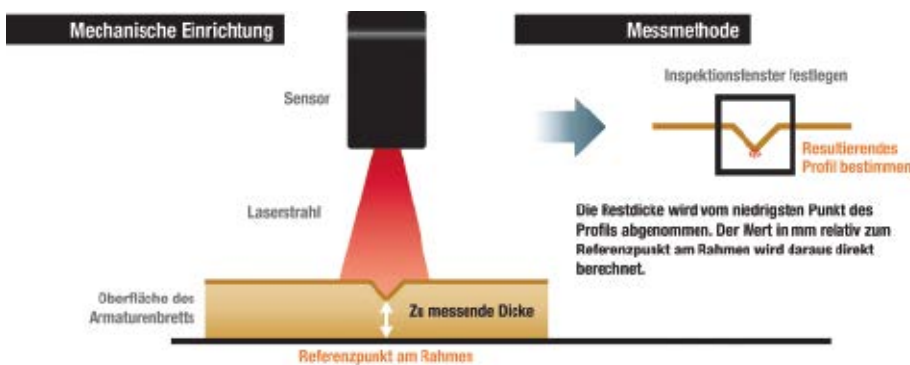 Mechanische Einrichtung
Messmethode
Sensor
Inspektionsfenster festlegen
Resultierendes
Profil bestimmen
Laserstrahl
Die Restdicke wird vom niedrigsten Punkt des
Profils abgenommen. Der Wert in mm relativ zum
Referenzpunkt am Rahmen wird daraus direkt
berechnet.
Oberfläche des
Armaturenbretts
Zu messende Dicke
Referenzpunkt am Rahmen